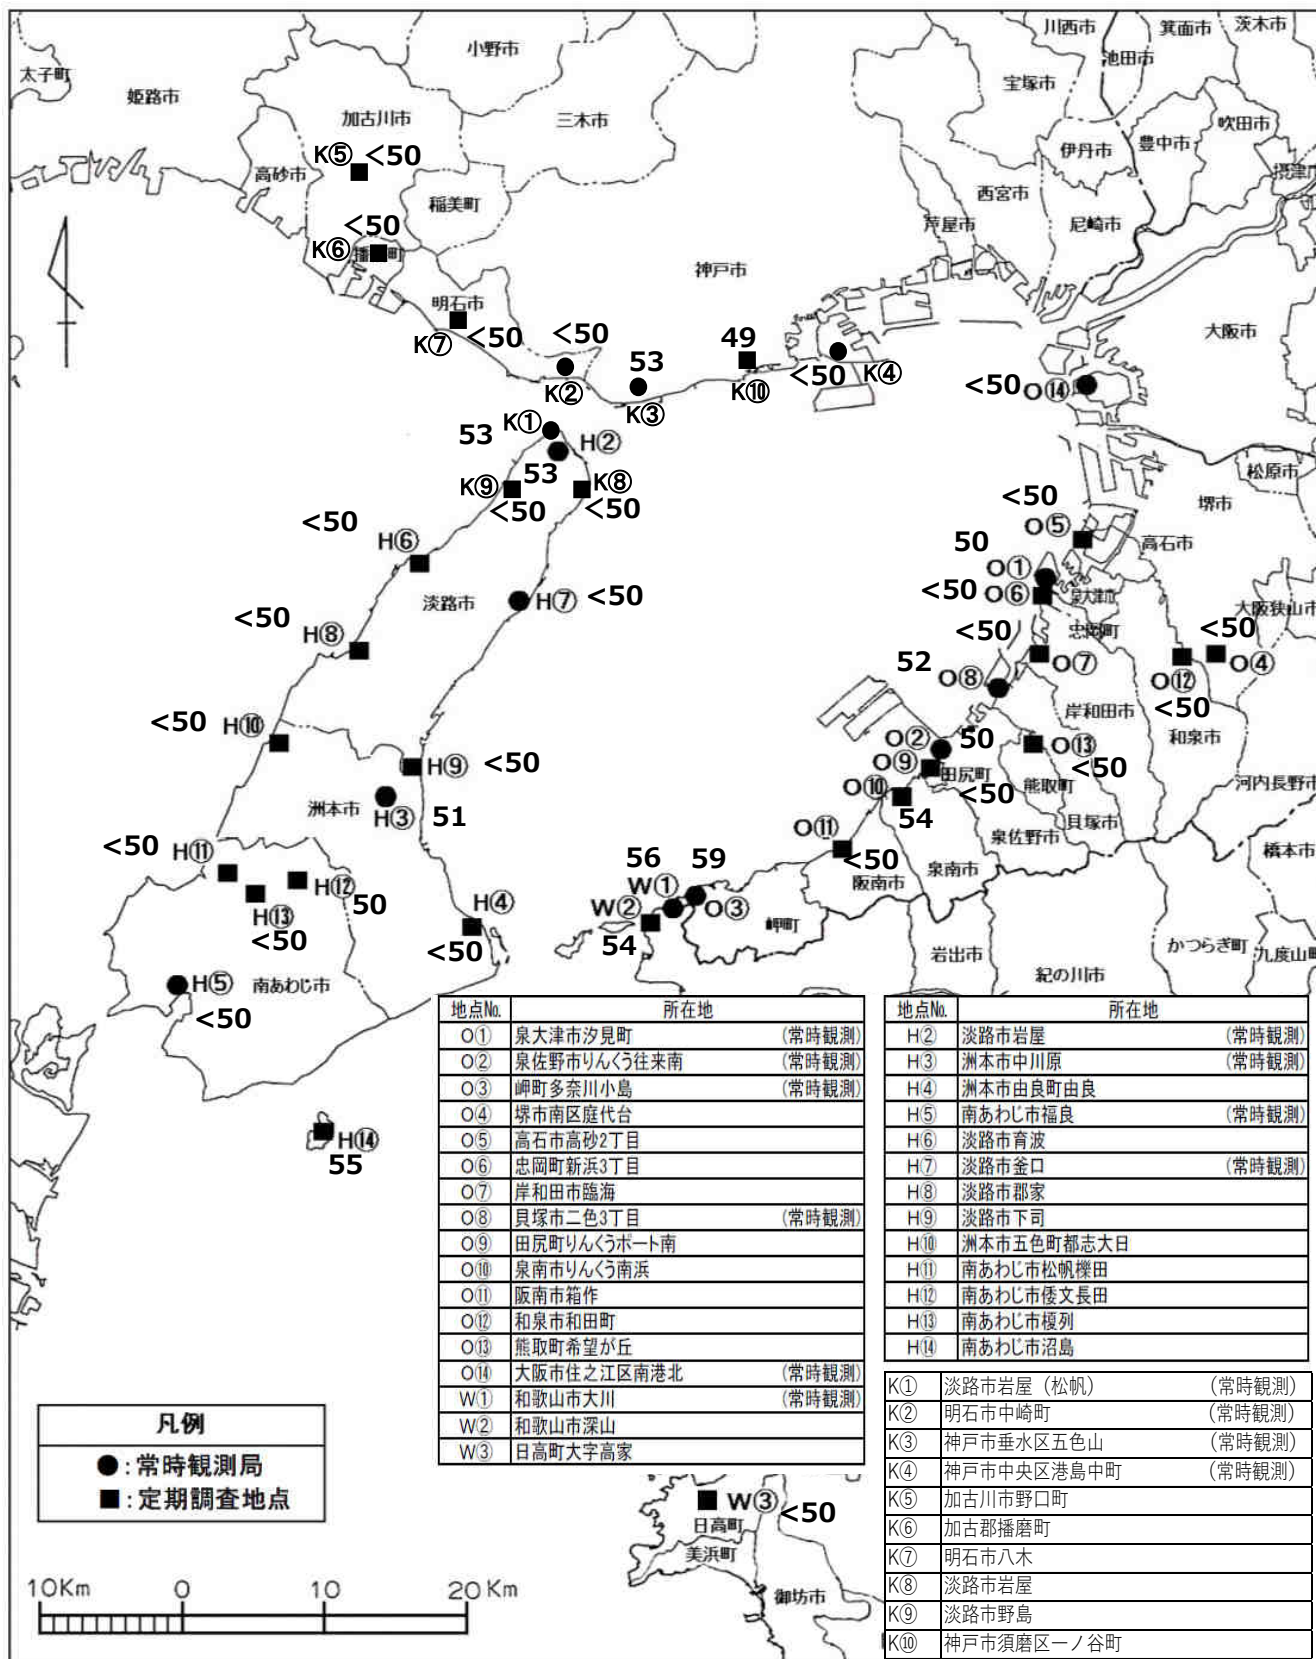 川西市
箕面市
茨木市
小野市
太子町
池田市
宝塚市
姫路市
加古川市
三木市
吹田市
豊中市
伊丹市
K⑤ <50
高砂市
摂津市
稲美町
西宮市
芦屋市
尼崎市
<50
K⑥
播磨町
神戸市
明石市
大阪市
<50
K⑦
<50
K②
53
K③
49
K⑩
<50
K④
<50
O⑭
K①
53
H②
53
松原市
K⑨
<50
K⑧
<50
堺市
<50
O⑤
高石市
<50
H⑥
50
O①
<50
O⑥
泉大津市
淡路市
H⑦
<50
大阪狭山市
忠岡町
<50
O⑦
<50
H⑧
<50
O④
O⑫
<50
52
O⑧
岸和田市
和泉市
<50
H⑩
O②
50
O⑬
<50
H⑨
<50
O⑨
田尻町
<50
熊取町
河内長野市
O⑩
54
洲本市
H③
51
貝塚市
泉佐野市
O⑪
<50
橋本市
<50
H⑪
阪南市
泉南市
56
59
W①
H⑫
50
H⑬
<50
H④
<50
W②
54
O③
岬町
かつらぎ町
九度山町
岩出市
紀の川市
H⑤
<50
南あわじ市
H⑭
55
地点No. 所在地
O① 泉大津市汐見町 (常時観測)
O② 泉佐野市りんくう往来南 (常時観測)
O③ 岬町多奈川小島 (常時観測)
O④ 堺市南区庭代台
O⑤ 高石市高砂2丁目
O⑥ 忠岡町新浜3丁目
O⑦ 岸和田市臨海
O⑧ 貝塚市二色3丁目 (常時観測)
O⑨ 田尻町りんくうポート南
O⑩ 泉南市りんくう南浜
O⑪ 阪南市箱作
O⑫ 和泉市和田町
O⑬ 熊取町希望が丘
O⑭ 大阪市住之江区南港北 (常時観測)
W① 和歌山市大川 (常時観測)
W② 和歌山市深山
W③ 日高町大字高家
地点No. 所在地
H② 淡路市岩屋 (常時観測)
H③ 洲本市中川原 (常時観測)
H④ 洲本市由良町由良
H⑤ 南あわじ市福良 (常時観測)
H⑥ 淡路市育波
H⑦ 淡路市釜口 (常時観測)
H⑧ 淡路市郡家
H⑨ 淡路市下司
H⑩ 洲本市五色町都志大日
H⑪ 南あわじ市松帆櫟田
H⑫ 南あわじ市倭文長田
H⑬ 南あわじ市榎列
H⑭ 南あわじ市沼島
K① 淡路市岩屋(松帆) (常時観測)
K② 明石市中崎町 (常時観測)
K③ 神戸市垂水区五色山 (常時観測)
K④ 神戸市中央区港島中町 (常時観測)
K⑤ 加古川市野口町
K⑥ 加古郡播磨町
K⑦ 明石市八木
K⑧ 淡路市岩屋
K⑨ 淡路市野島
K⑩ 神戸市須磨区一ノ谷町
凡例
●:常時観測局
■:定期調査地点
W③
<50
日高町
美浜町
御坊市
10Km 0 10 20Km